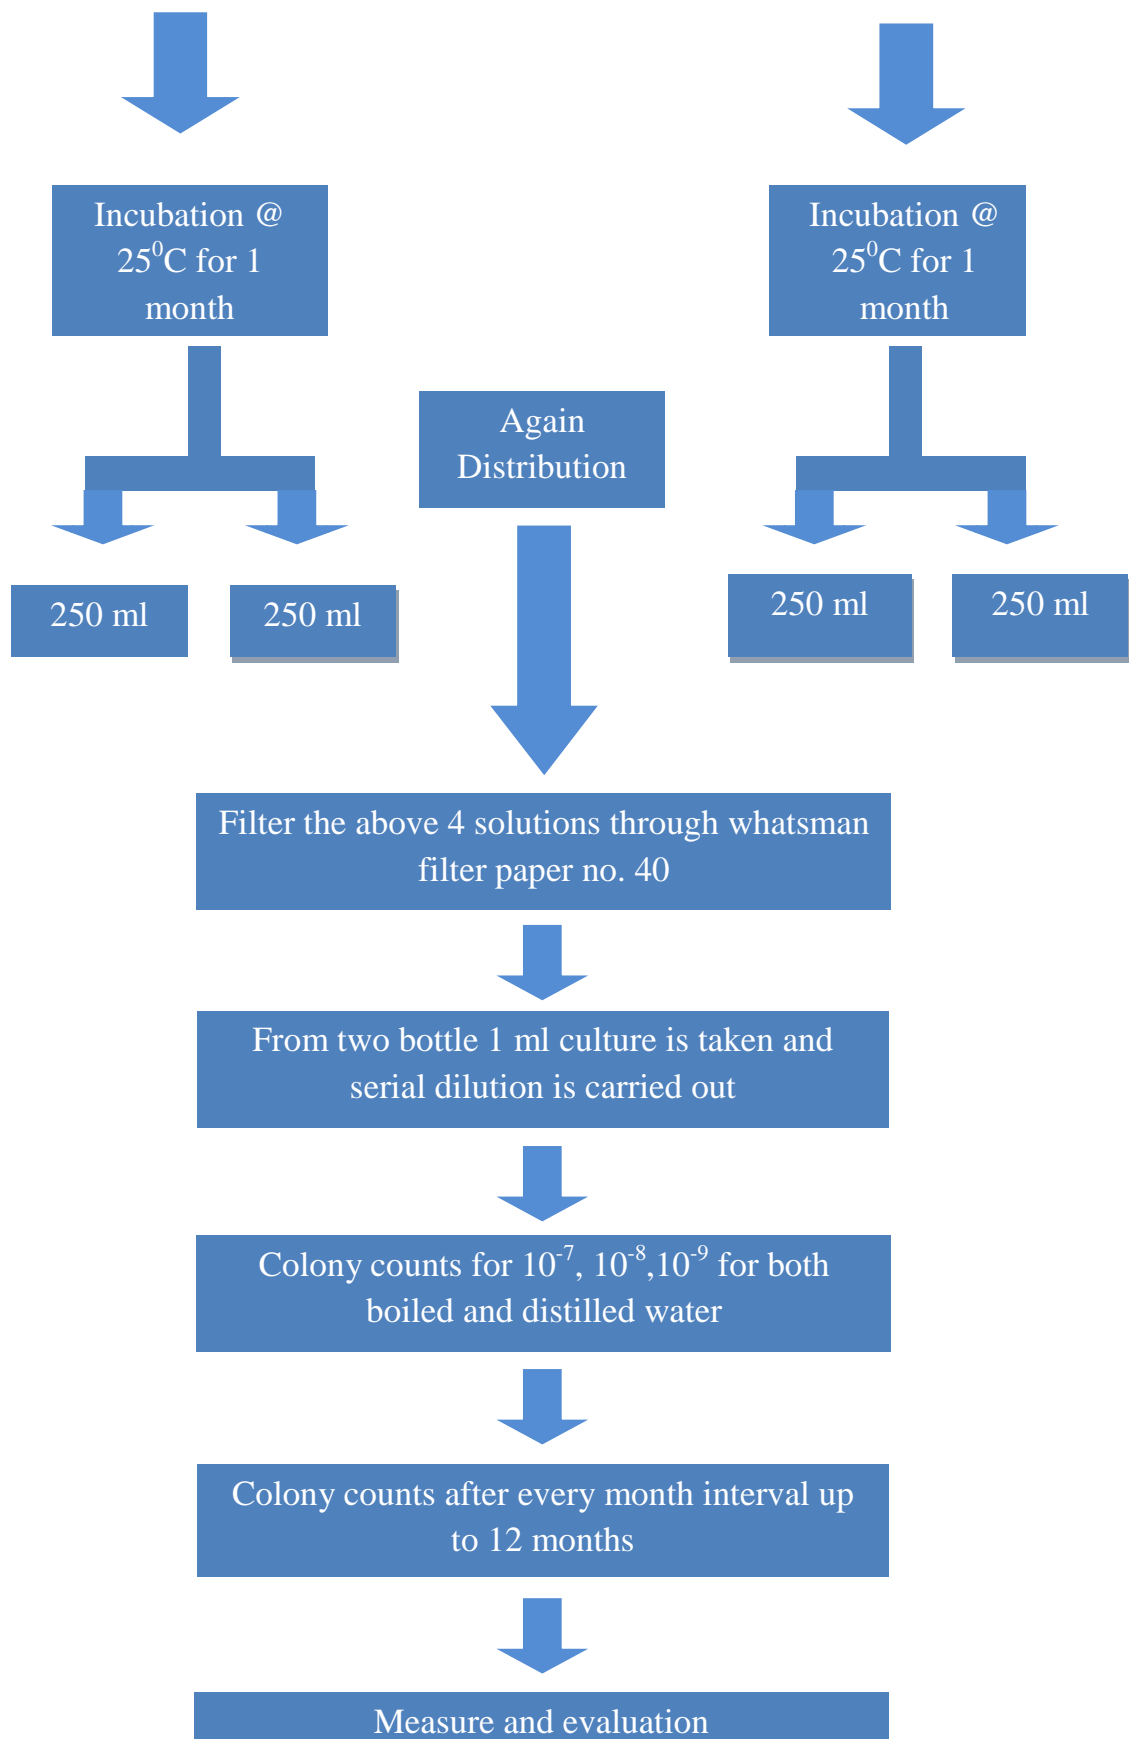 Incubation @
25⁰C for 1
month
Incubation @
25⁰C for 1
month
Again
Distribution
250 ml
250 ml
250 ml
250 ml
Filter the above 4 solutions through whatsman
filter paper no. 40
From two bottle 1 ml culture is taken and
serial dilution is carried out
Colony counts for 10⁻⁷, 10⁻⁸,10⁻⁹ for both
boiled and distilled water
Colony counts after every month interval up
to 12 months
Measure and evaluation